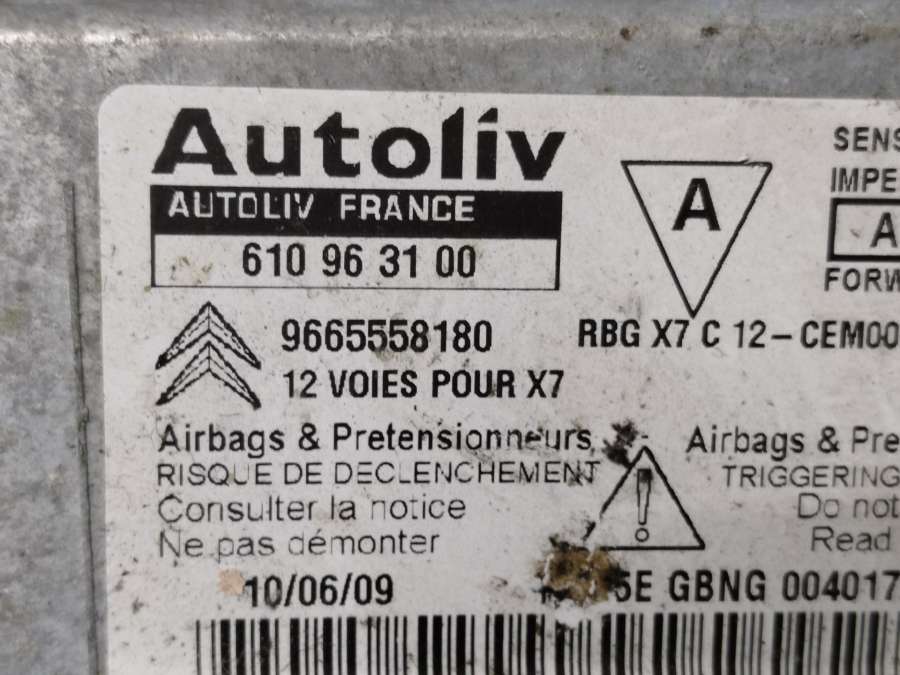 Autoliv
SENS
IMPE
A
A
AUTOLIV FRANCE
610 96 31 00
FORW
9665558180
RBG X7 C 12-CEM00
12 VOIES POUR X7
Airbags & Pretensionneurs
Airbags & Pre
RISQUE DE DECLENCHEMENT
TRIGGERING
Consulter la notice
!
Do not
Ne pas démonter
Read
10/06/09
5E GBNG 004017